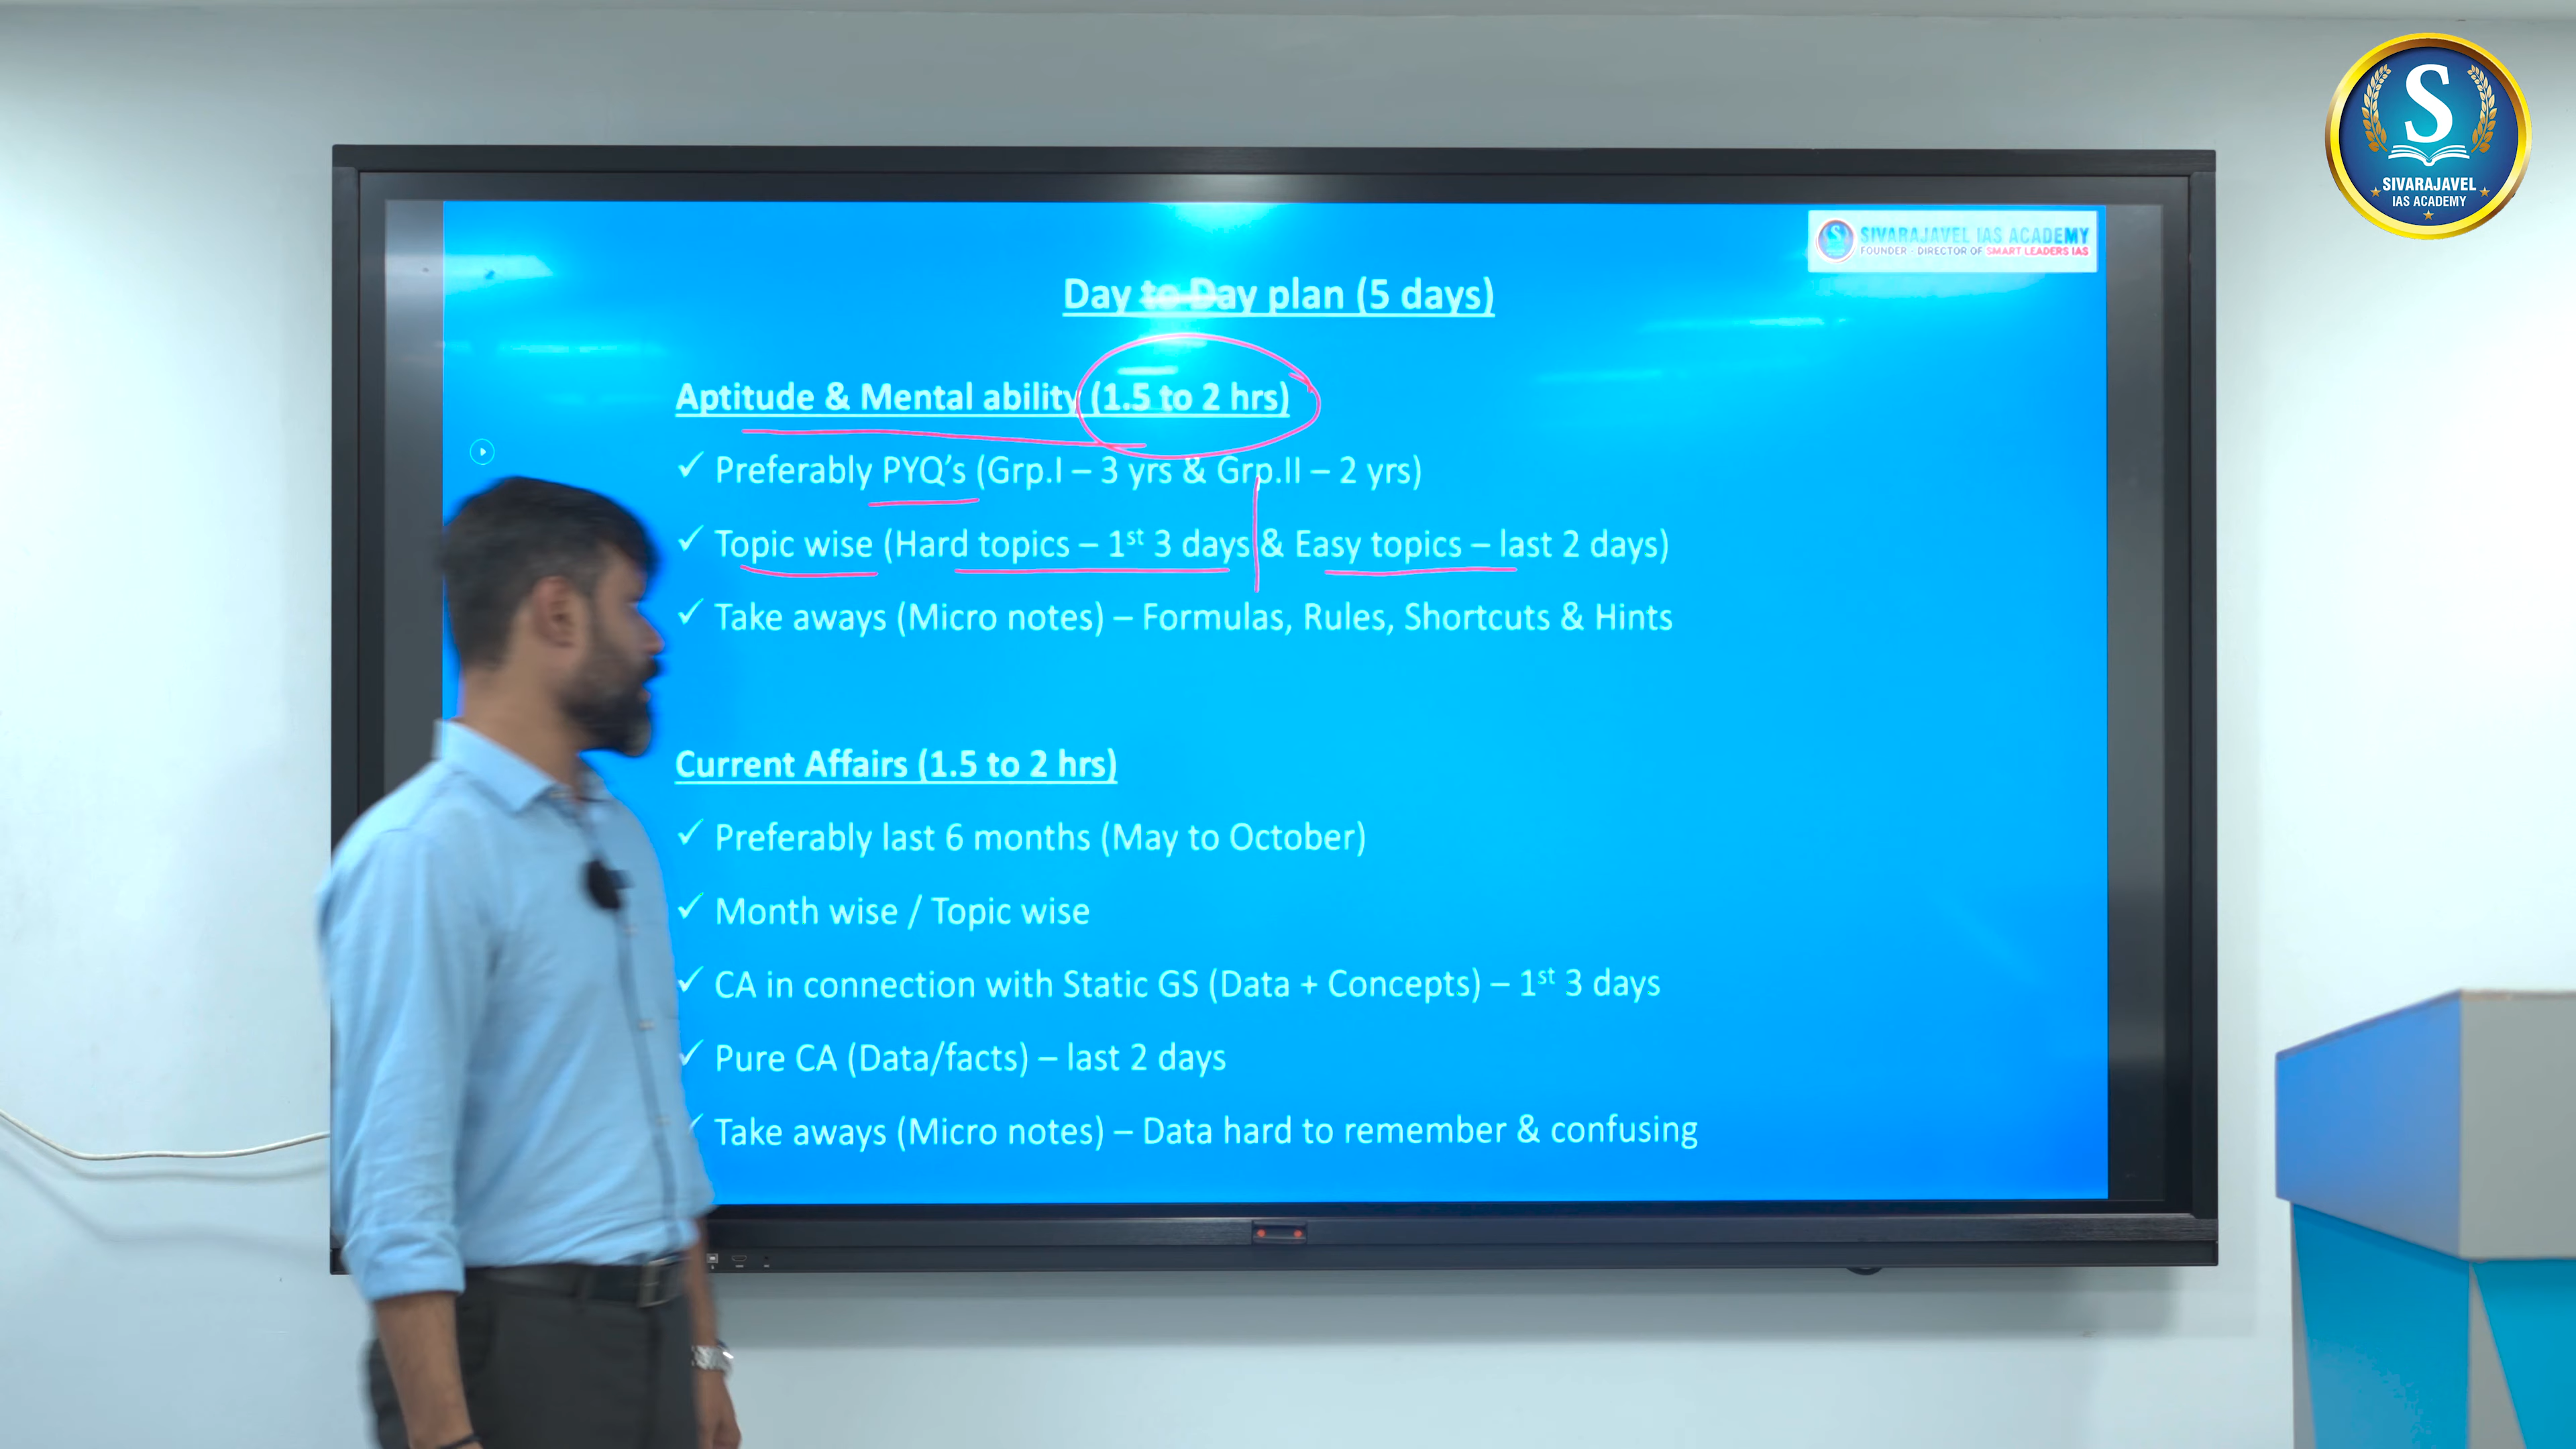 S
SIVARAJAVEL
IAS ACADEMY
S
SIVARAJAVEL IAS ACADEMY
FOUNDER - DIRECTOR OF SMART LEADERS IAS
Day to Day plan (5 days)
Aptitude & Mental ability (1.5 to 2 hrs)
✓ Preferably PYQ's (Grp.I – 3 yrs & Grp.II – 2 yrs)
✓ Topic wise (Hard topics – 1st 3 days & Easy topics – last 2 days)
✓ Take aways (Micro notes) – Formulas, Rules, Shortcuts & Hints
Current Affairs (1.5 to 2 hrs)
✓ Preferably last 6 months (May to October)
✓ Month wise / Topic wise
✓ CA in connection with Static GS (Data + Concepts) – 1st 3 days
✓ Pure CA (Data/facts) – last 2 days
✓ Take aways (Micro notes) – Data hard to remember & confusing